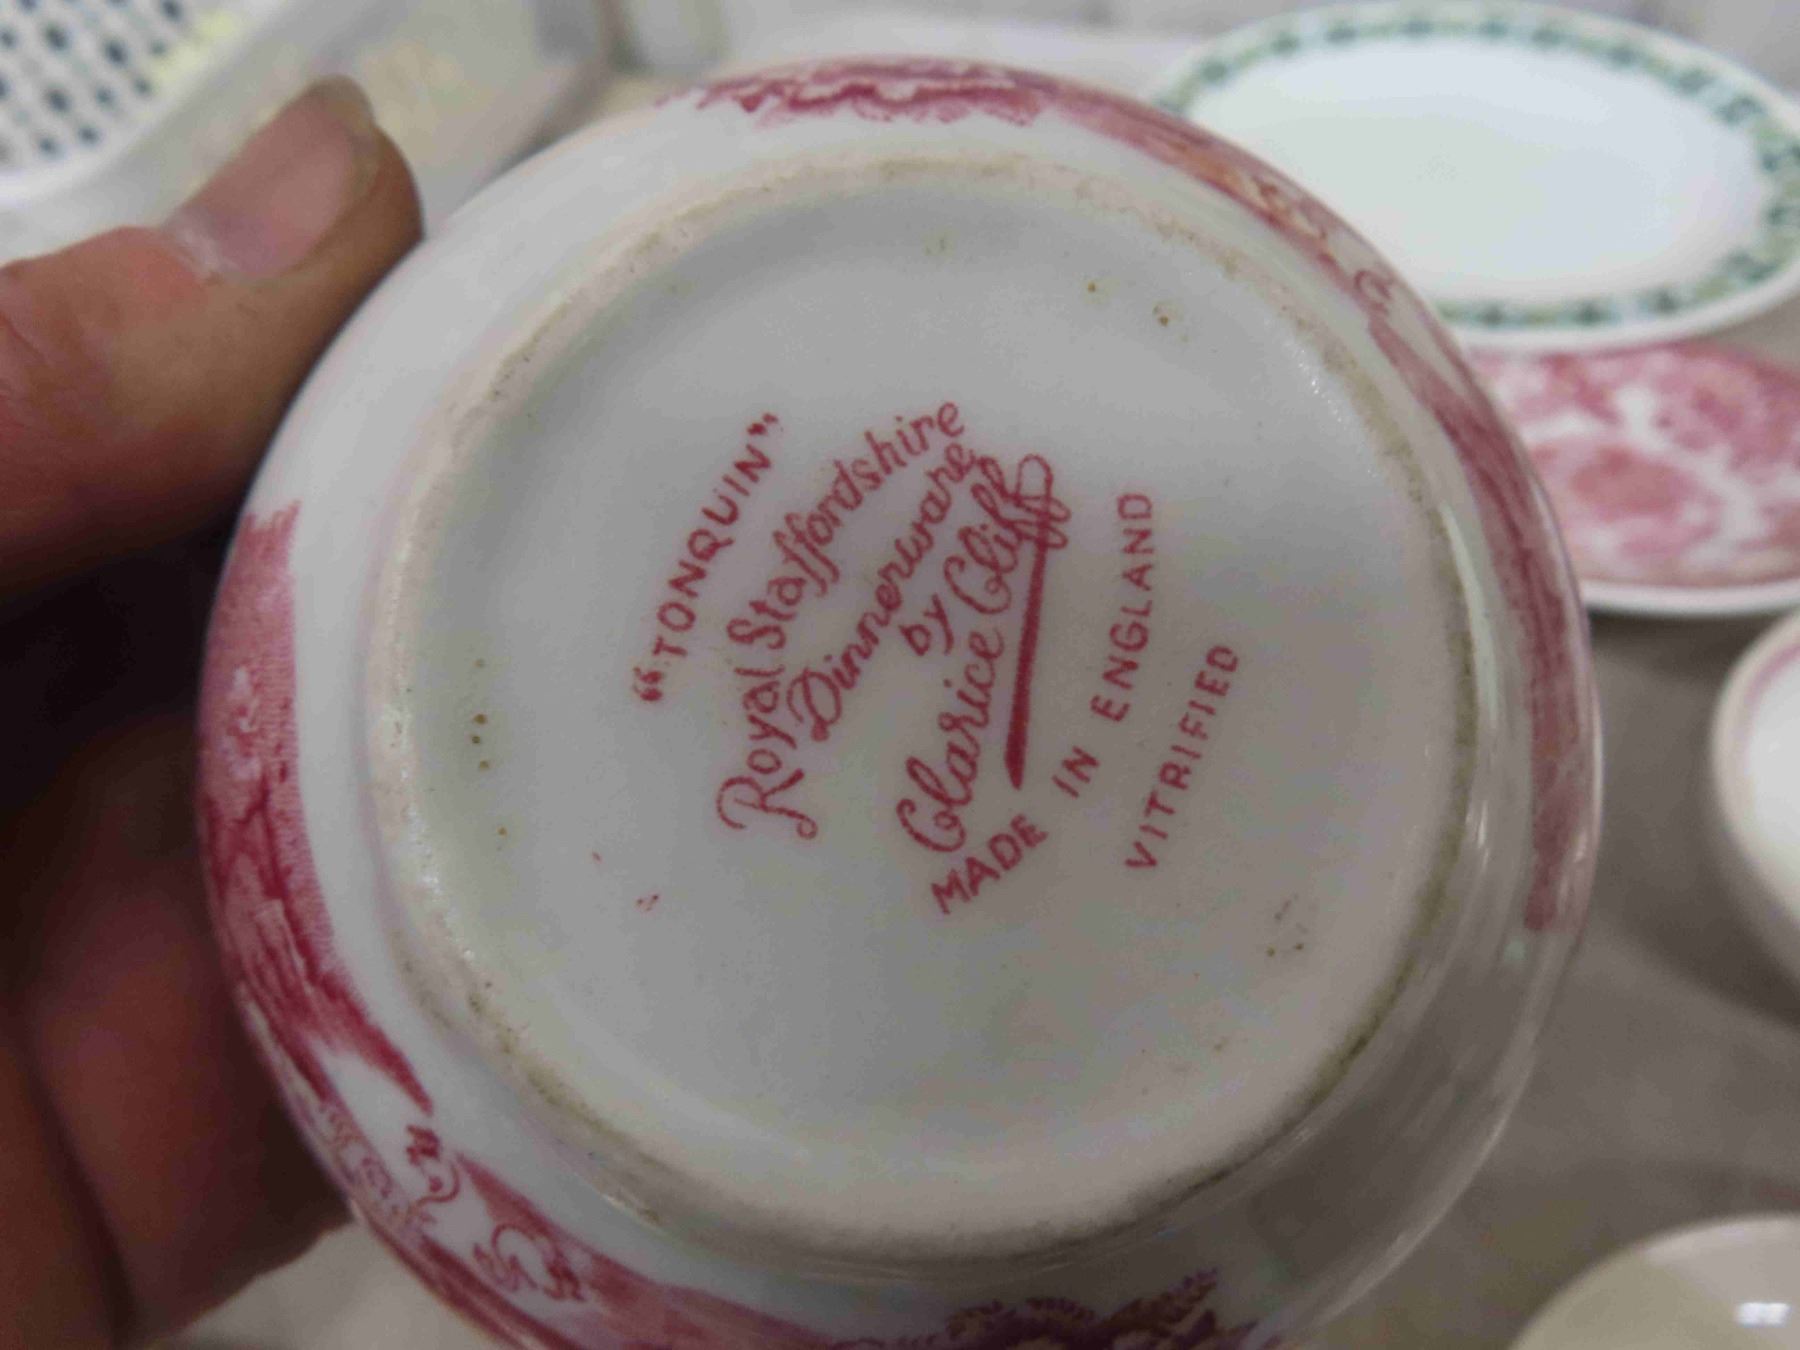 “TONQUIN”
Royal Staffordshire
Dinnerware
by
Clarice Cliff
MADE IN ENGLAND
VITRIFIED